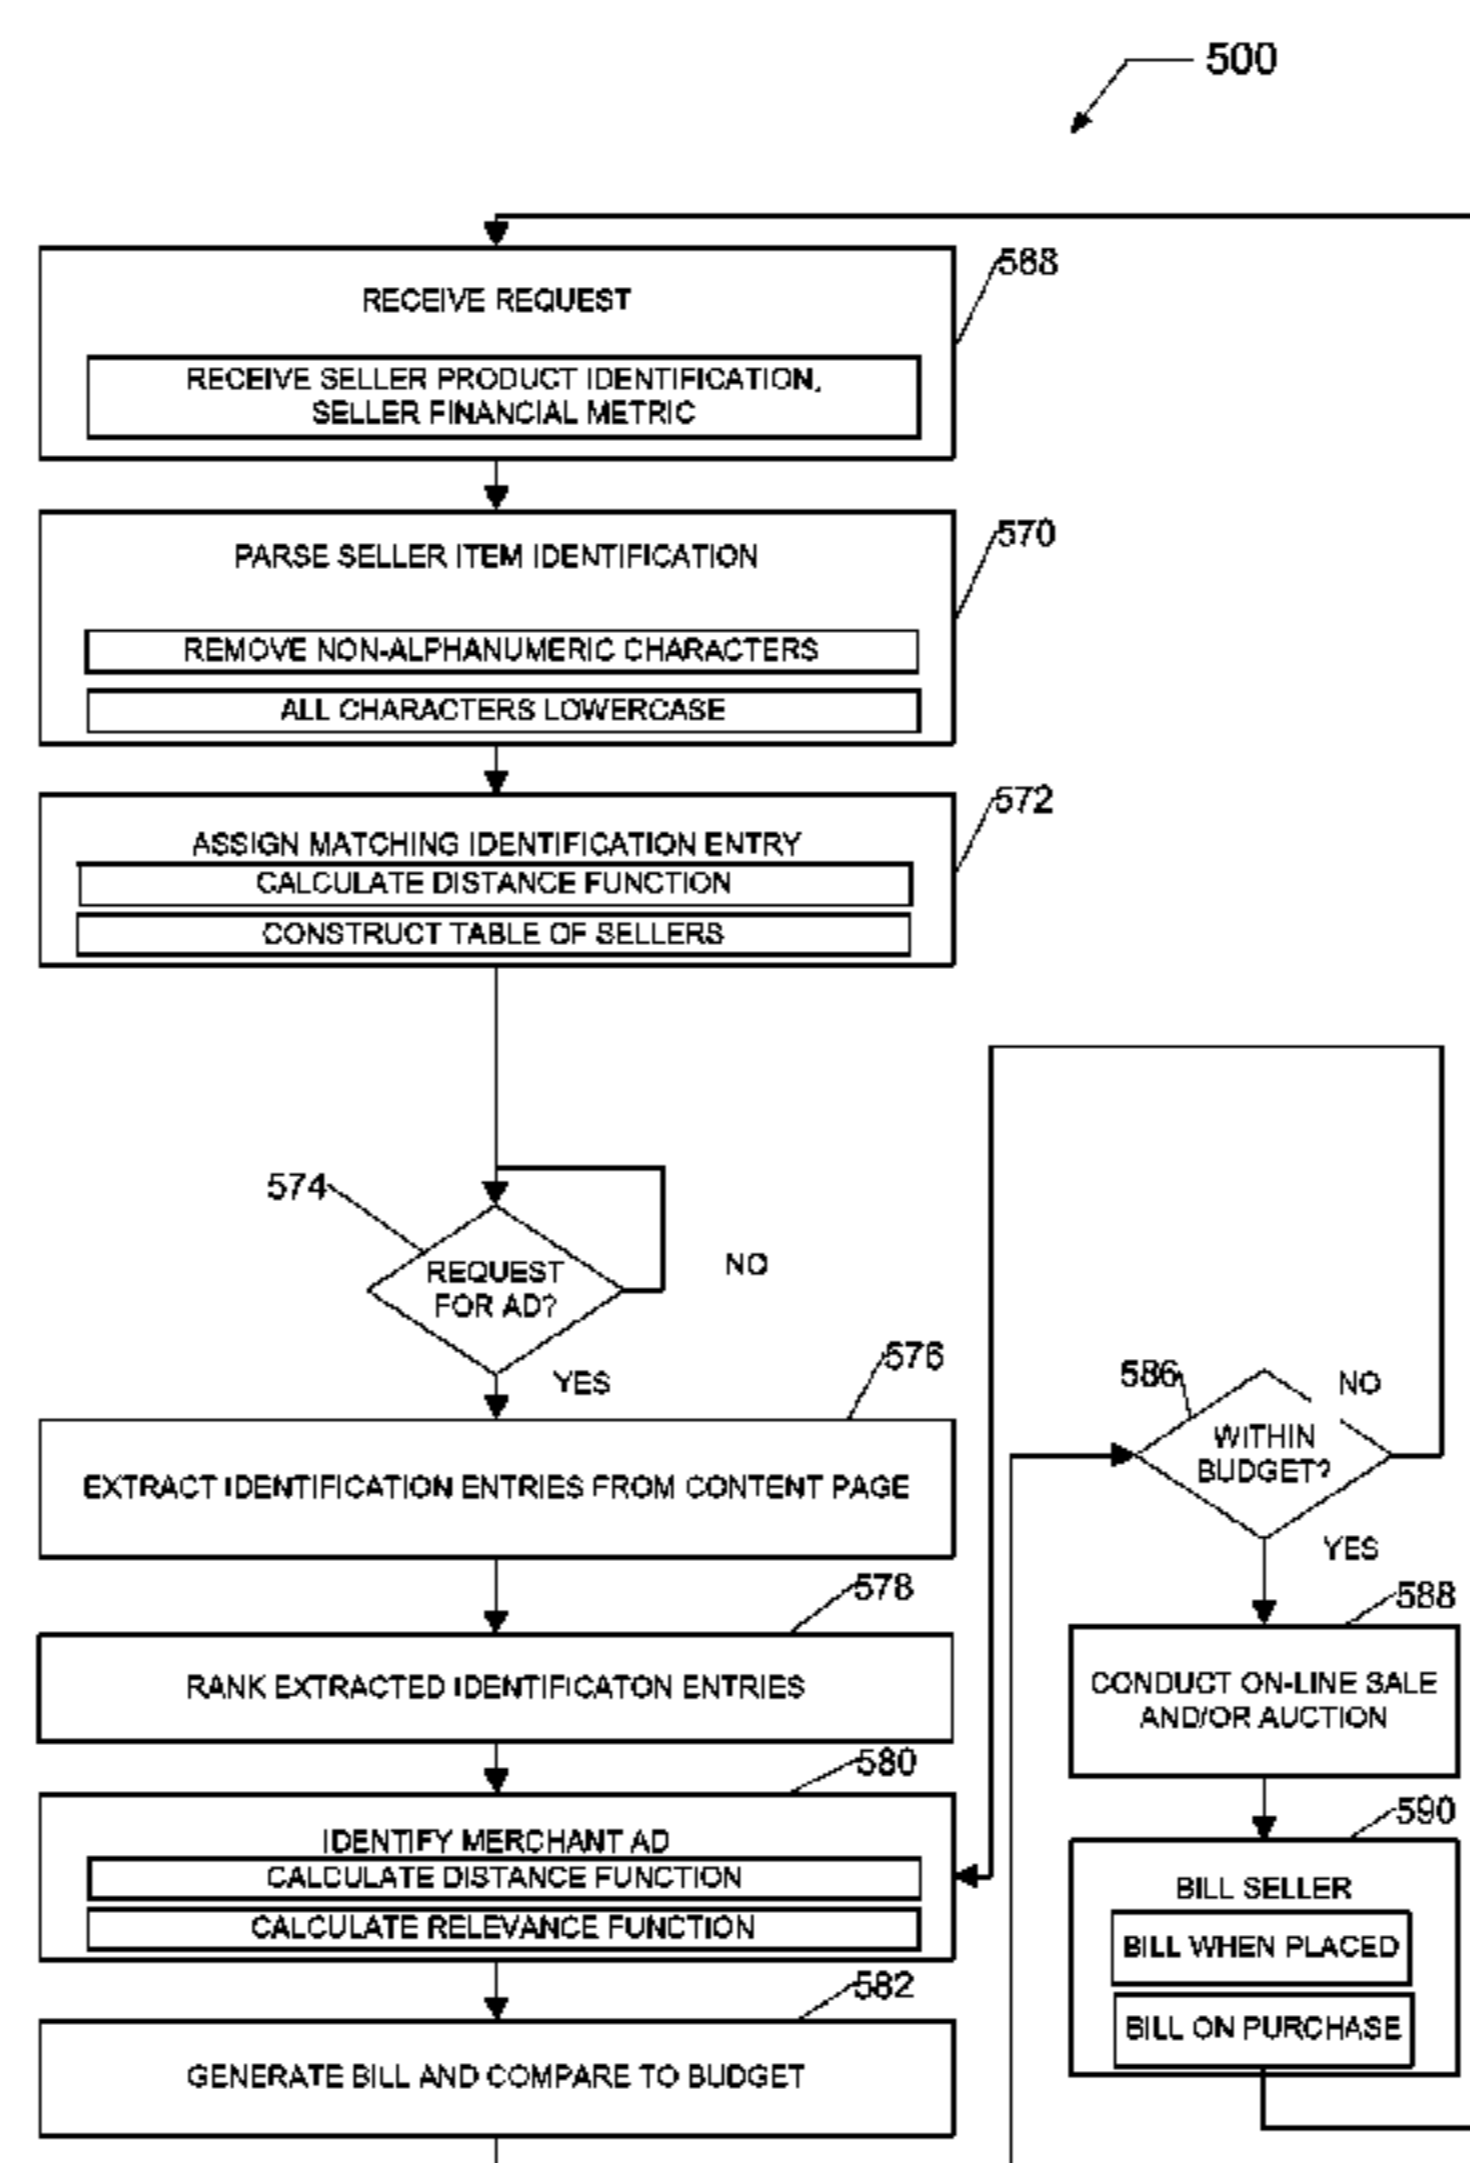 500
568
RECEIVE REQUEST
RECEIVE SELLER PRODUCT IDENTIFICATION,
SELLER FINANCIAL METRIC
570
PARSE SELLER ITEM IDENTIFICATION
REMOVE NON-ALPHANUMERIC CHARACTERS
ALL CHARACTERS LOWERCASE
572
ASSIGN MATCHING IDENTIFICATION ENTRY
CALCULATE DISTANCE FUNCTION
CONSTRUCT TABLE OF SELLERS
574
REQUEST
FOR AD?
NO
YES
576
EXTRACT IDENTIFICATION ENTRIES FROM CONTENT PAGE
578
RANK EXTRACTED IDENTIFICATON ENTRIES
580
IDENTIFY MERCHANT AD
CALCULATE DISTANCE FUNCTION
CALCULATE RELEVANCE FUNCTION
582
GENERATE BILL AND COMPARE TO BUDGET
586
NO
WITHIN
BUDGET?
YES
588
CONDUCT ON-LINE SALE
AND/OR AUCTION
590
BILL SELLER
BILL WHEN PLACED
BILL ON PURCHASE